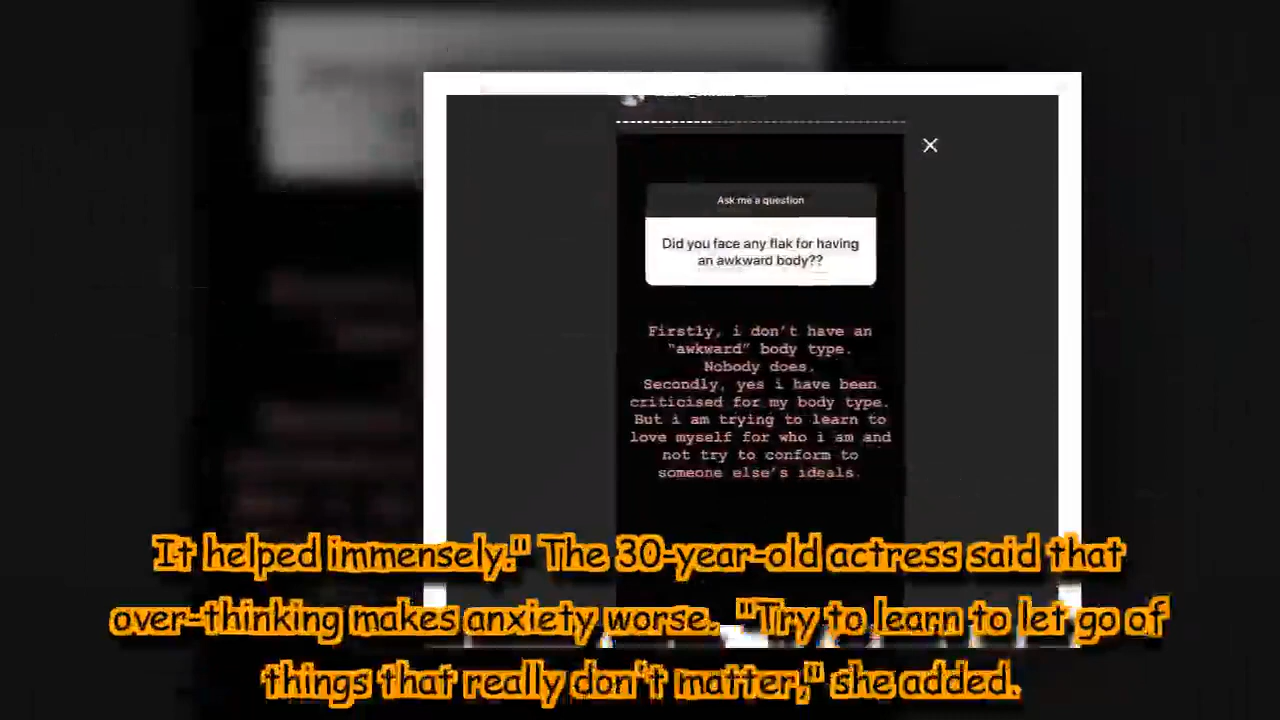 Ask me a question
Did you face any flak for having
an awkward body??
Firstly, i don't have an
"awkward" body type.
Nobody does.
Secondly, yes i have been
criticised for my body type.
But i am trying to learn to
love myself for who i am and
not try to conform to
someone else's ideals.
It helped immensely." The 30-year-old actress said that
over-thinking makes anxiety worse. "Try to learn to let go of
things that really don't matter," she added.